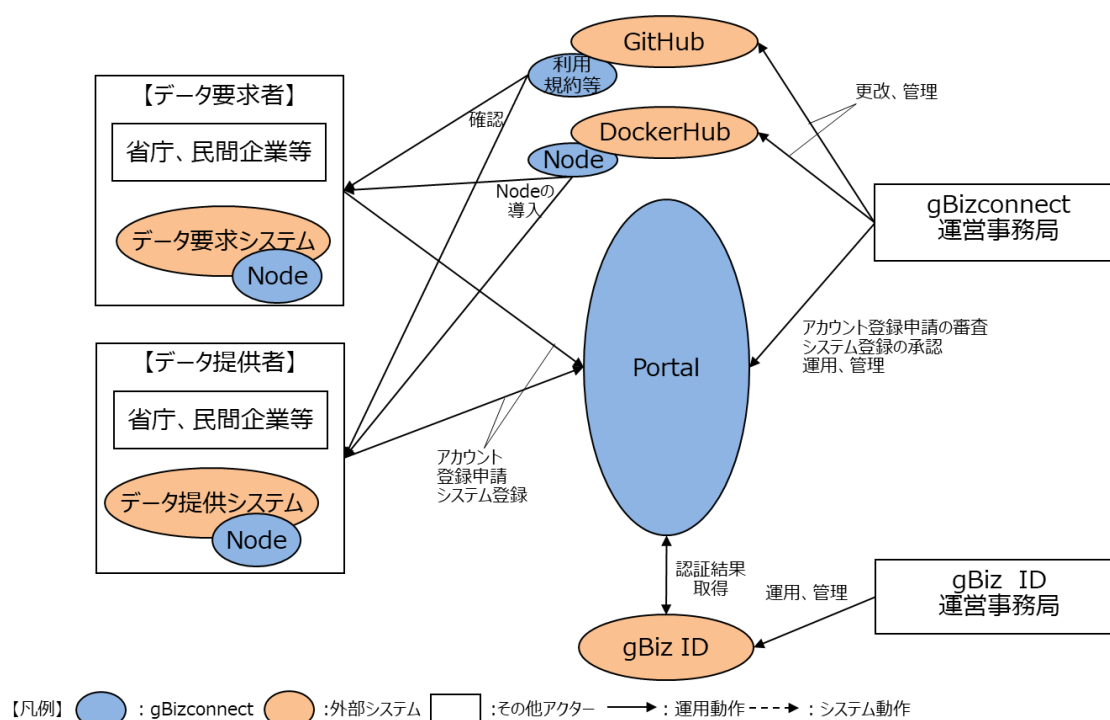 GitHub
利用
規約等
更改、管理
【データ要求者】
確認
省庁、民間企業等
DockerHub
Node
Nodeの
導入
データ要求システム
Node
gBizconnect
運営事務局
アカウント登録申請の審査
システム登録の承認
運用、管理
【データ提供者】
Portal
省庁、民間企業等
アカウント
登録申請
システム登録
データ提供システム
Node
認証結果
取得
運用、管理
gBiz ID
運営事務局
gBiz ID
【凡例】 : gBizconnect :外部システム :その他アクター : 運用動作 : システム動作